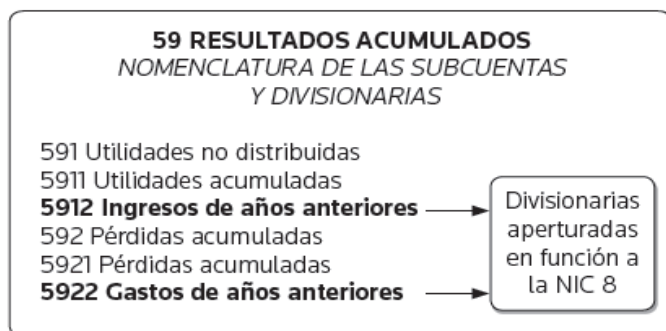 59 RESULTADOS ACUMULADOS
NOMENCLATURA DE LAS SUBCUENTAS
Y DIVISIONARIAS
591 Utilidades no distribuidas
5911 Utilidades acumuladas
5912 Ingresos de años anteriores
592 Pérdidas acumuladas
5921 Pérdidas acumuladas
5922 Gastos de años anteriores
Divisionarias
aperturadas
en función a
la NIC 8